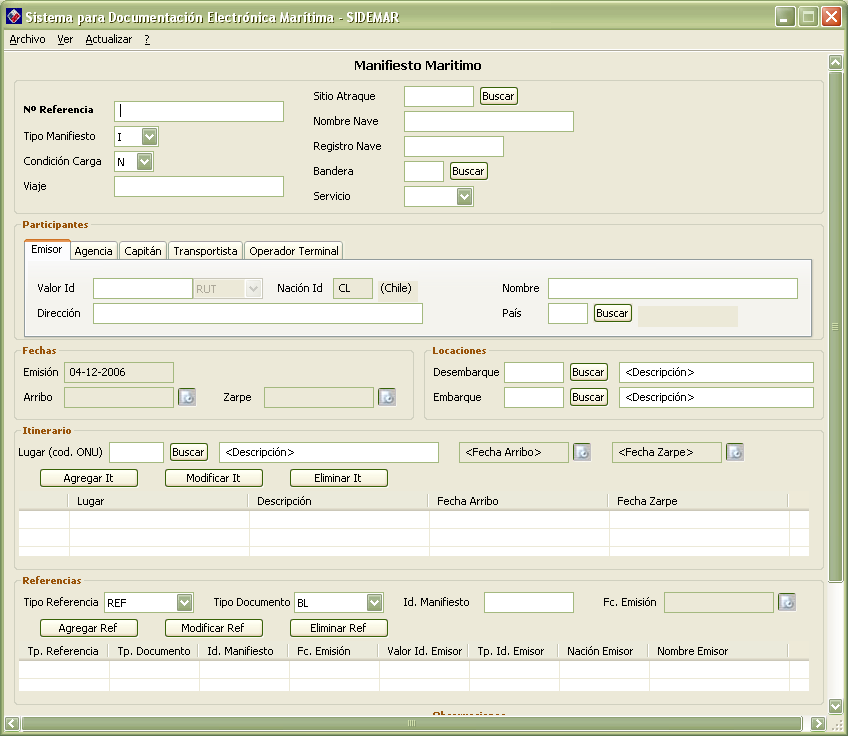 Sistema para Documentación Electrónica Marítima - SIDEMAR
Archivo Ver Actualizar ?
Manifiesto Marítimo
Sitio Atraque Buscar
Nº Referencia
Nombre Nave
Tipo Manifiesto I
Registro Nave
Condición Carga N
Bandera Buscar
Viaje
Servicio
Participantes
Emisor Agencia Capitán Transportista Operador Terminal
Valor Id RUT Nación Id CL (Chile) Nombre
Dirección País Buscar
Fechas
Emisión 04-12-2006
Arribo Zarpe
Locaciones
Desembarque Buscar <Descripción>
Embarque Buscar <Descripción>
Itinerario
Lugar (cod. ONU) Buscar <Descripción> <Fecha Arribo> <Fecha Zarpe>
Agregar It Modificar It Eliminar It
Lugar Descripción Fecha Arribo Fecha Zarpe
Referencias
Tipo Referencia REF Tipo Documento BL Id. Manifiesto Fc. Emisión
Agregar Ref Modificar Ref Eliminar Ref
Tp. Referencia Tp. Documento Id. Manifiesto Fc. Emisión Valor Id. Emisor Tp. Id. Emisor Nación Emisor Nombre Emisor
Observaciones